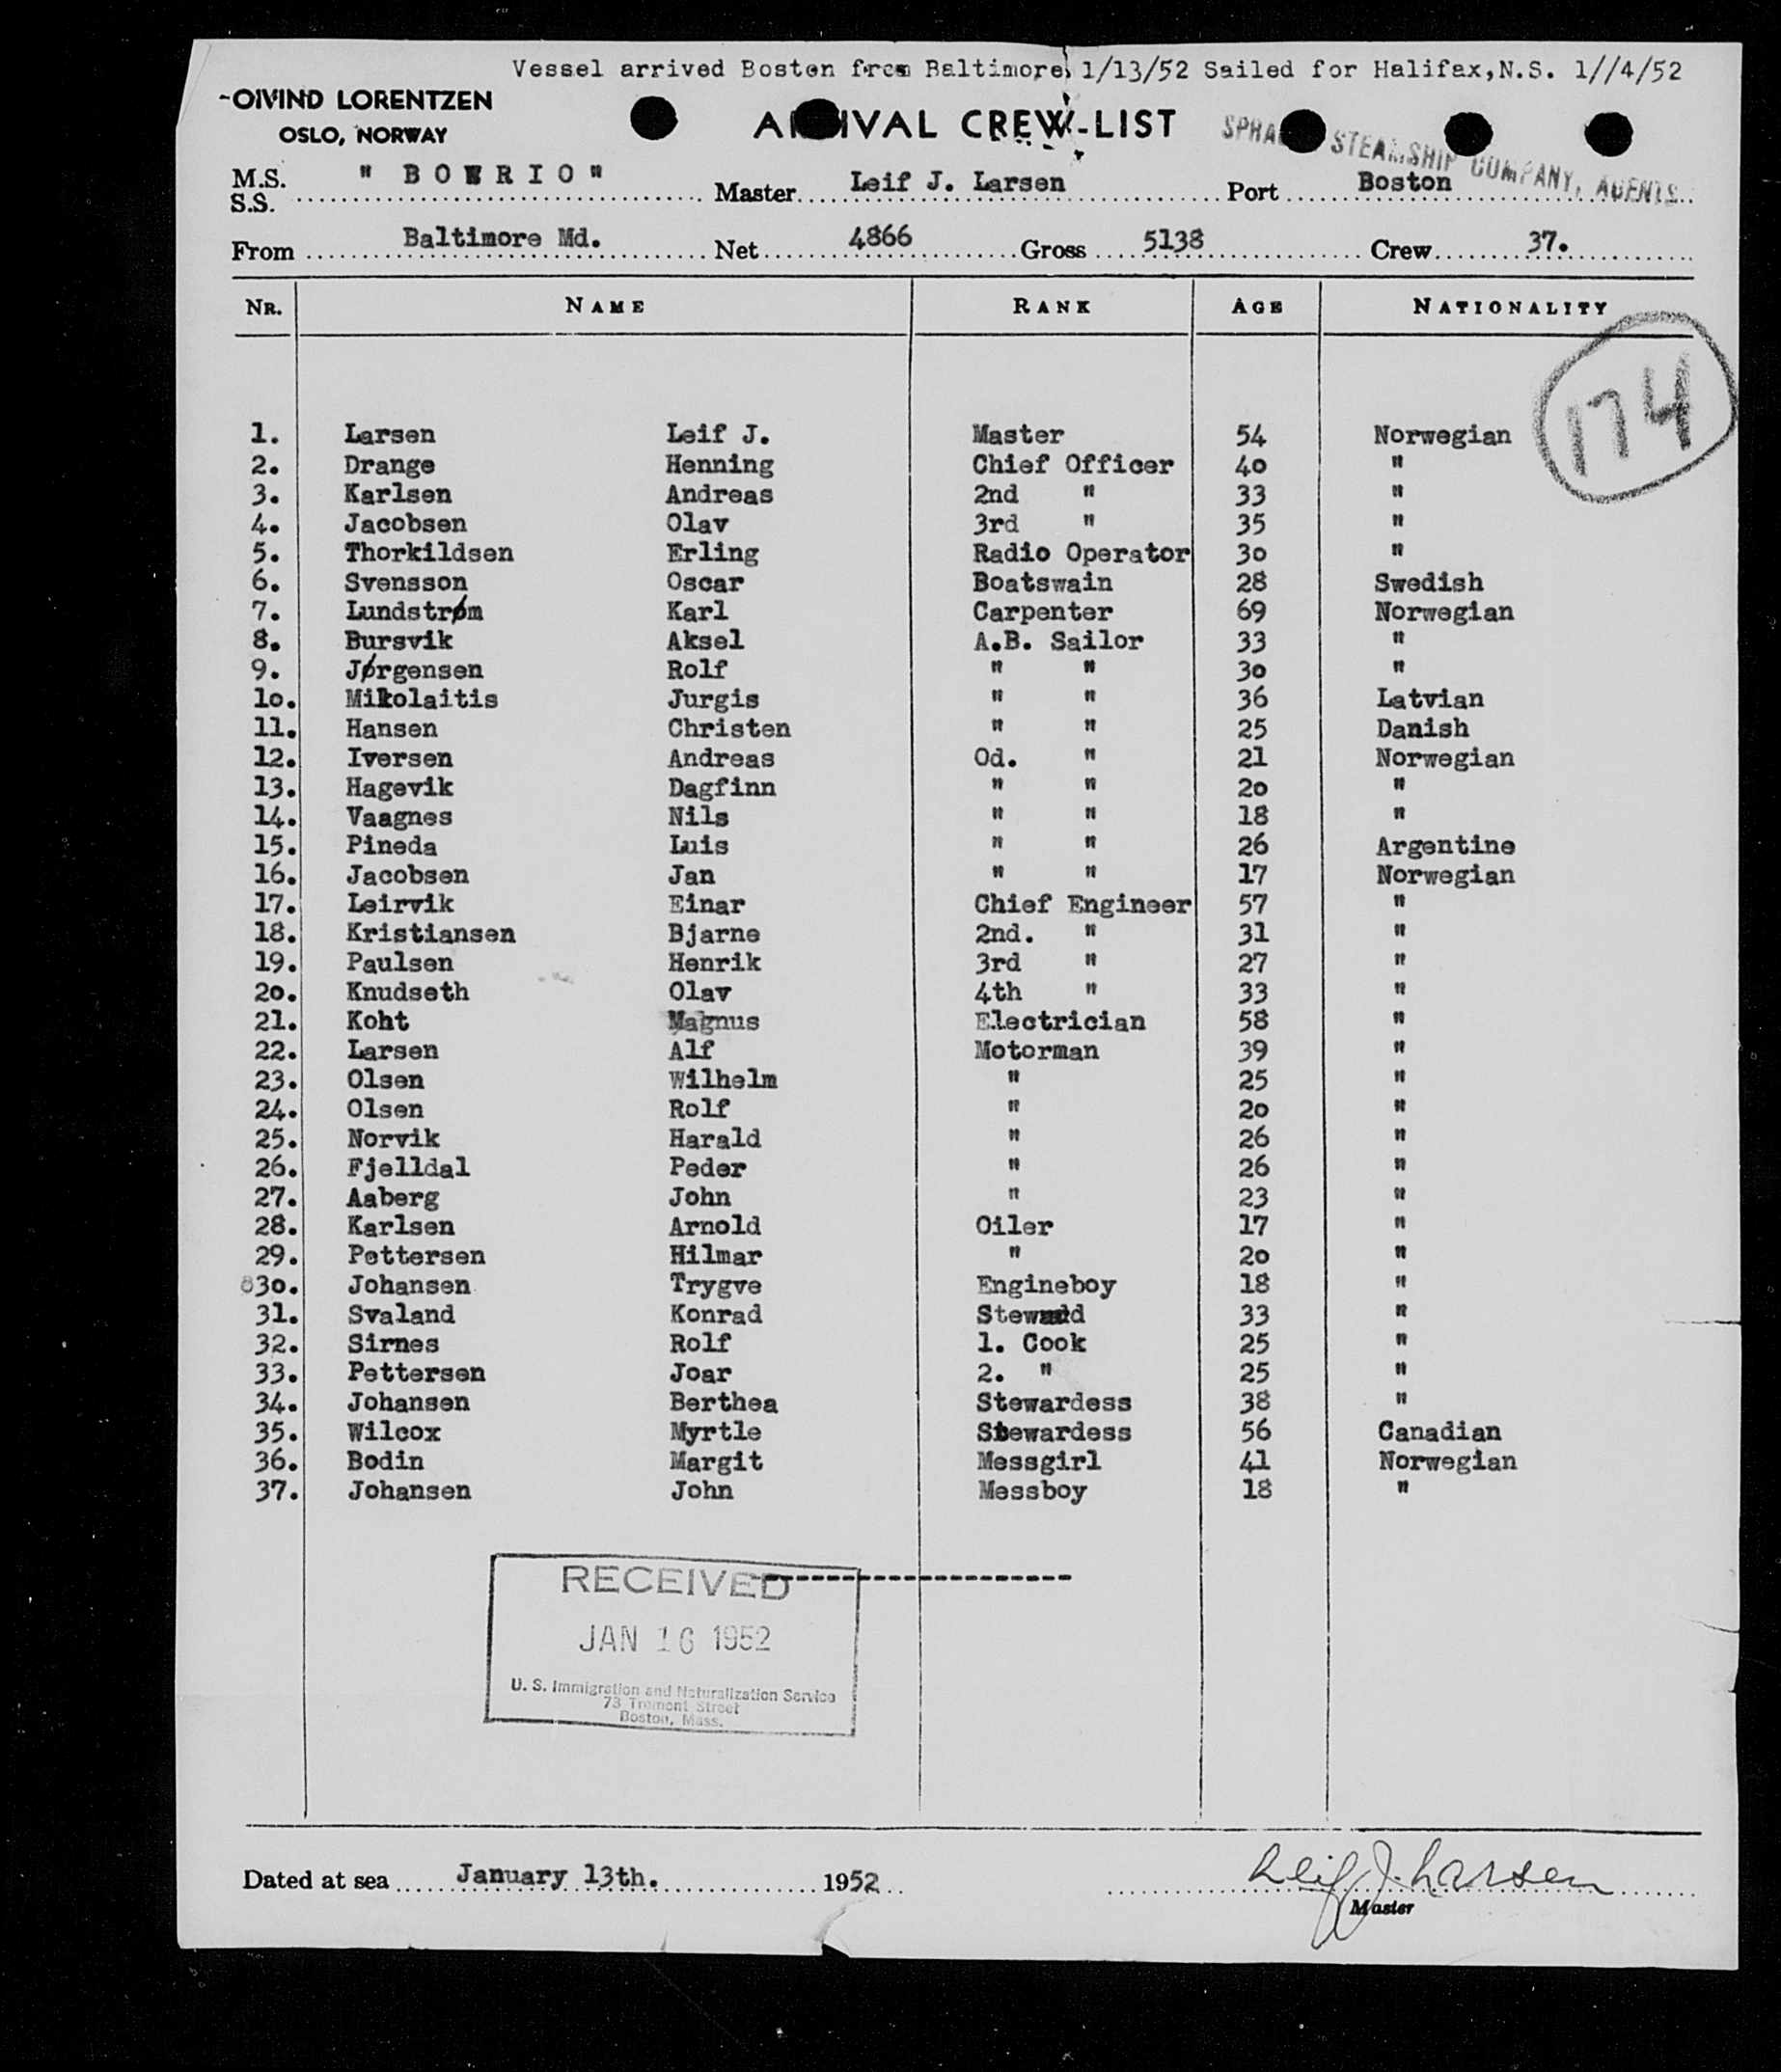 Vessel arrived Boston from Baltimore, 1/13/52 Sailed for Halifax, N.S. 1//4/52
OIVIND LORENTZEN
OSLO, NORWAY
ARRIVAL CREW-LIST
STEAMSHIP COMPANY, AGENTS
M.S.
S.S. "BOWRIO" Master Leif J. Larsen Port Boston
From Baltimore Md. Net 4866 Gross 5138 Crew 37.
NR. NAME RANK AGE NATIONALITY
174
1. Larsen Leif J. Master 54 Norwegian
2. Drange Henning Chief Officer 40 "
3. Karlsen Andreas 2nd " 33 "
4. Jacobsen Olav 3rd " 35 "
5. Thorkildsen Erling Radio Operator 30 "
6. Svensson Oscar Boatswain 28 Swedish
7. Lundstrøm Karl Carpenter 69 Norwegian
8. Bursvik Aksel A.B. Sailor 33 "
9. Jørgensen Rolf " " 30 "
10. Mikolaitis Jurgis " " 36 Latvian
11. Hansen Christen " " 25 Danish
12. Iversen Andreas Od. " 21 Norwegian
13. Hagevik Dagfinn " " 20 "
14. Vaagnes Nils " " 18 "
15. Pineda Luis " " 26 Argentine
16. Jacobsen Jan " " 17 Norwegian
17. Leirvik Einar Chief Engineer 57 "
18. Kristiansen Bjarne 2nd. " 31 "
19. Paulsen Henrik 3rd " 27 "
20. Knudseth Olav 4th " 33 "
21. Koht Magnus Electrician 58 "
22. Larsen Alf Motorman 39 "
23. Olsen Wilhelm " 25 "
24. Olsen Rolf " 20 "
25. Norvik Harald " 26 "
26. Fjelldal Peder " 26 "
27. Aaberg John " 23 "
28. Karlsen Arnold Oiler 17 "
29. Pettersen Hilmar " 20 "
30. Johansen Trygve Engineboy 18 "
31. Svaland Konrad Steward 33 "
32. Sirnes Rolf 1. Cook 25 "
33. Pettersen Joar 2. " 25 "
34. Johansen Berthea Stewardess 38 "
35. Wilcox Myrtle Stewardess 56 Canadian
36. Bodin Margit Messgirl 41 Norwegian
37. Johansen John Messboy 18 "
RECEIVED
JAN 16 1952
U. S. Immigration and Naturalization Service
73 Tremont Street
Boston, Mass.
Dated at sea January 13th. 1952 Leif J. Larsen
Master